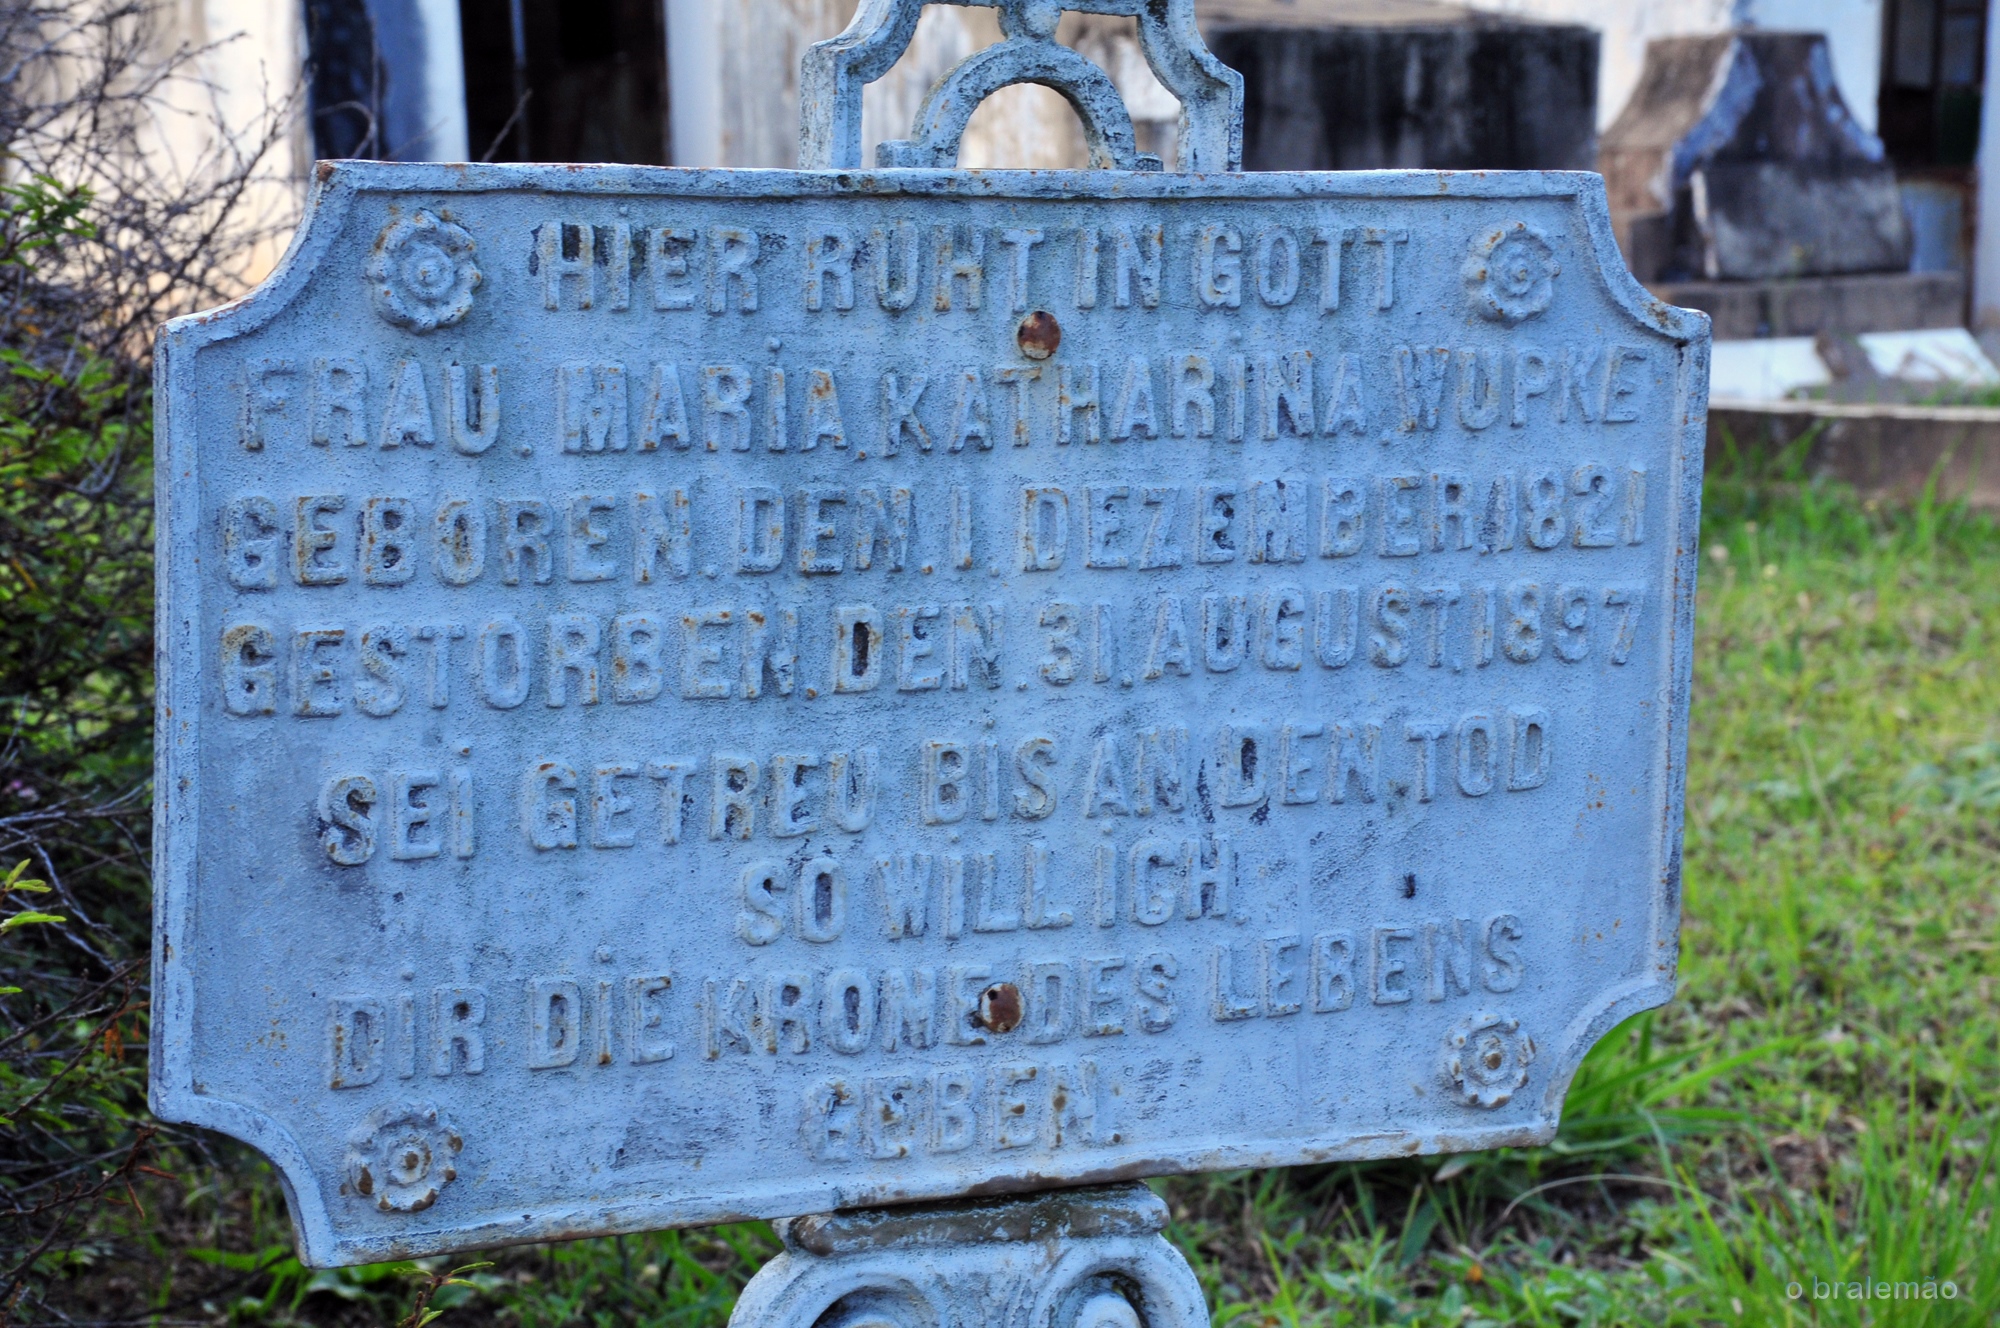 HiER RUHT IN GOTT
FRAU. MARiA, KATHARiNA, WUPKE
GEBOREN. DEN. 1. DEZEMBER, 1821
GESTORBEN. DEN. 31. AUGUST. 1897
SEi GETREU BiS AN DEN TOD
SO WiLL iCH.
DiR DiE KRONE DES LEBENS
GEBEN.
o bralemão